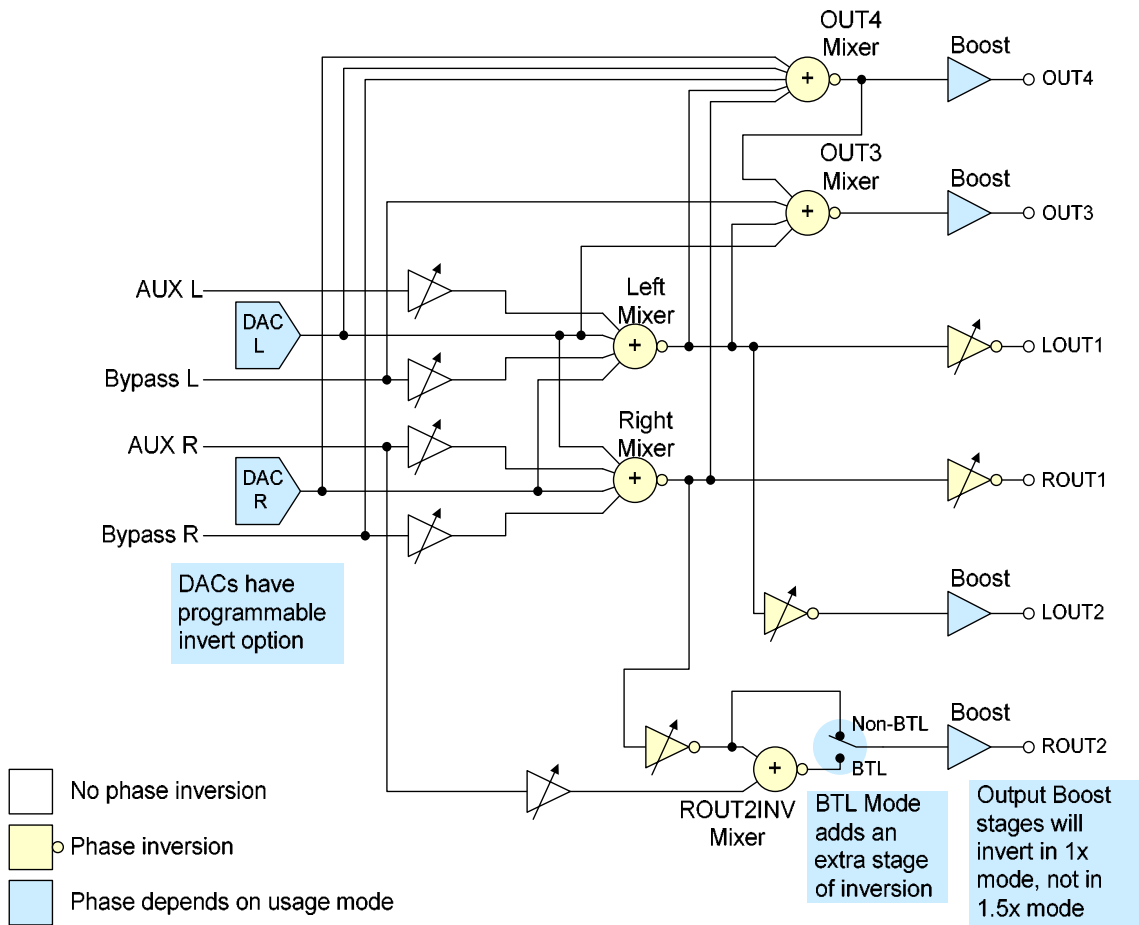 OUT4
Mixer
Boost
+
OUT4
OUT3
Mixer
Boost
+
OUT3
AUX L
DAC
L
Bypass L
Left
Mixer
+
LOUT1
AUX R
DAC
R
Bypass R
Right
Mixer
+
ROUT1
DACs have
programmable
invert option
Boost
LOUT2
Boost
Non-BTL
ROUT2
+
BTL
ROUT2INV
Mixer
BTL Mode
adds an
extra stage
of inversion
Output Boost
stages will
invert in 1x
mode, not in
1.5x mode
No phase inversion
Phase inversion
Phase depends on usage mode